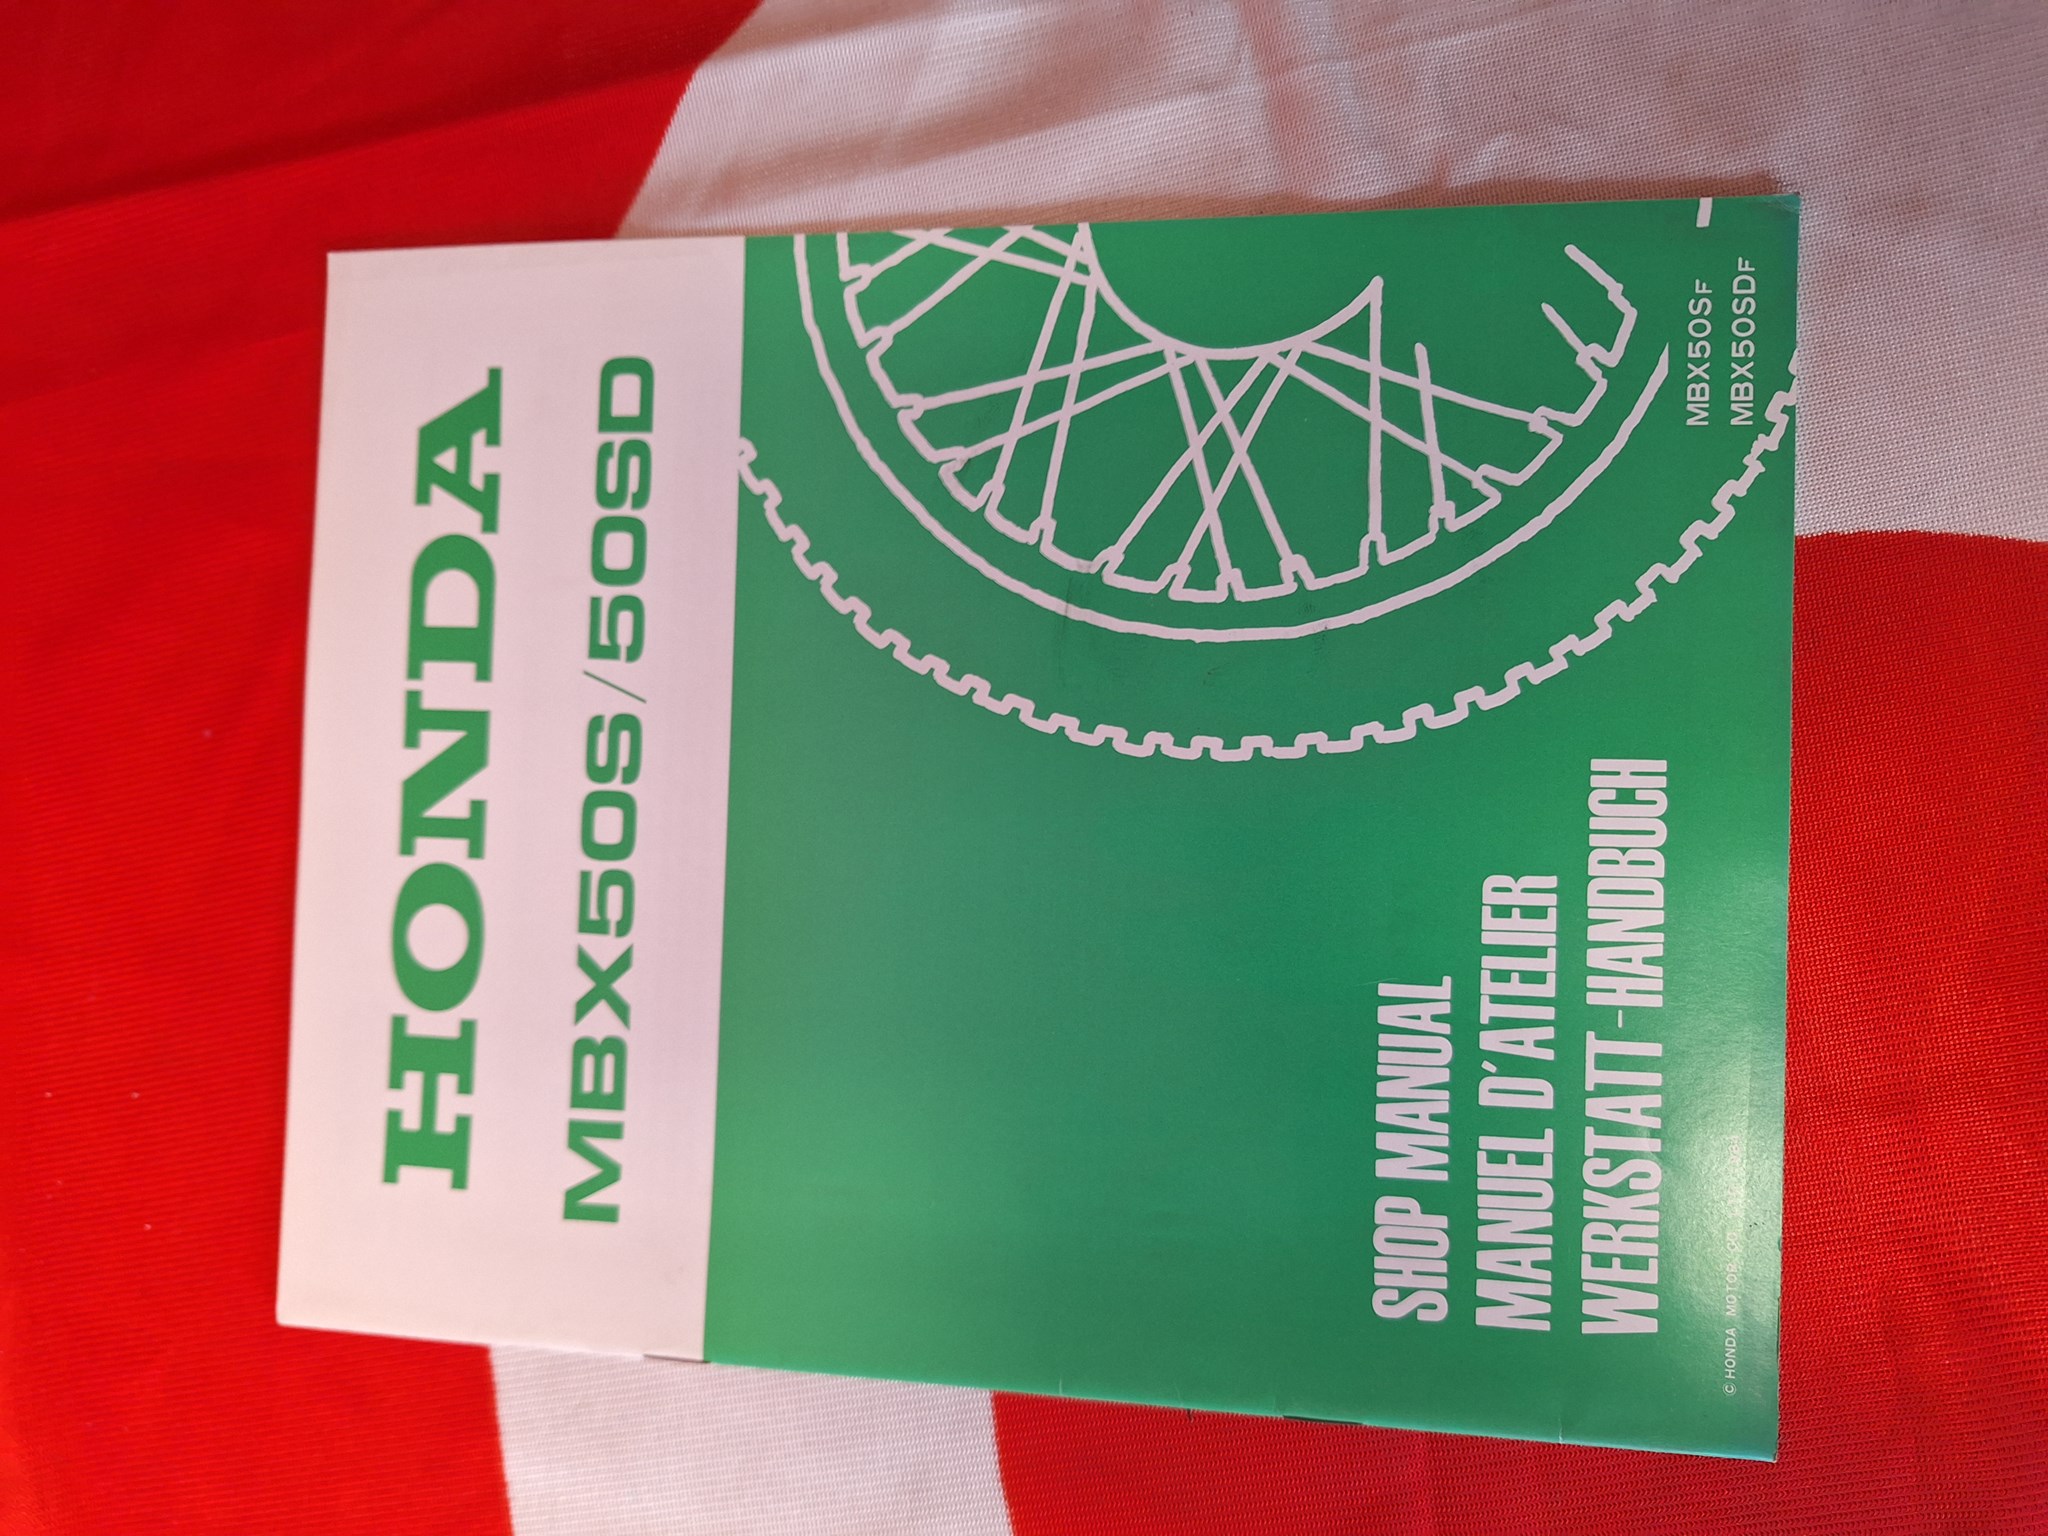 HONDA
MBX50S/50SD
MBX50SF
MBX50SDF
SHOP MANUAL
MANUEL D'ATELIER
WERKSTATT-HANDBUCH
© HONDA MOTOR CO.